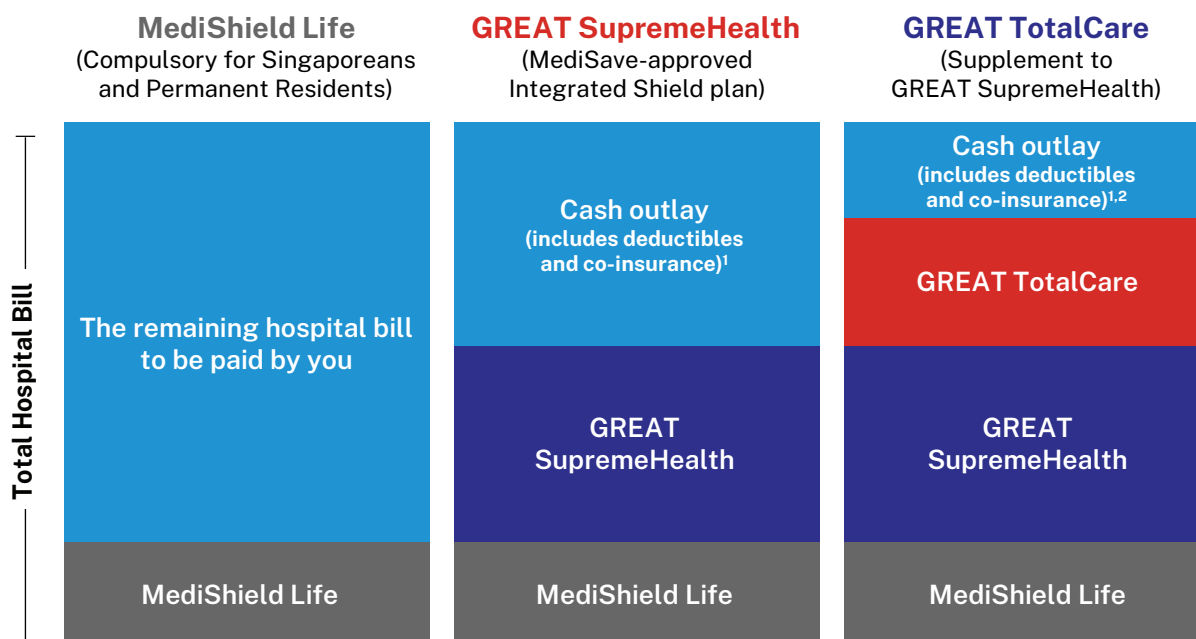 MediShield Life
(Compulsory for Singaporeans
and Permanent Residents)
GREAT SupremeHealth
(MediSave-approved
Integrated Shield plan)
GREAT TotalCare
(Supplement to
GREAT SupremeHealth)
Total Hospital Bill
The remaining hospital bill
to be paid by you
MediShield Life
Cash outlay
(includes deductibles
and co-insurance)¹
GREAT
SupremeHealth
MediShield Life
Cash outlay
(includes deductibles
and co-insurance)¹,²
GREAT TotalCare
GREAT
SupremeHealth
MediShield Life